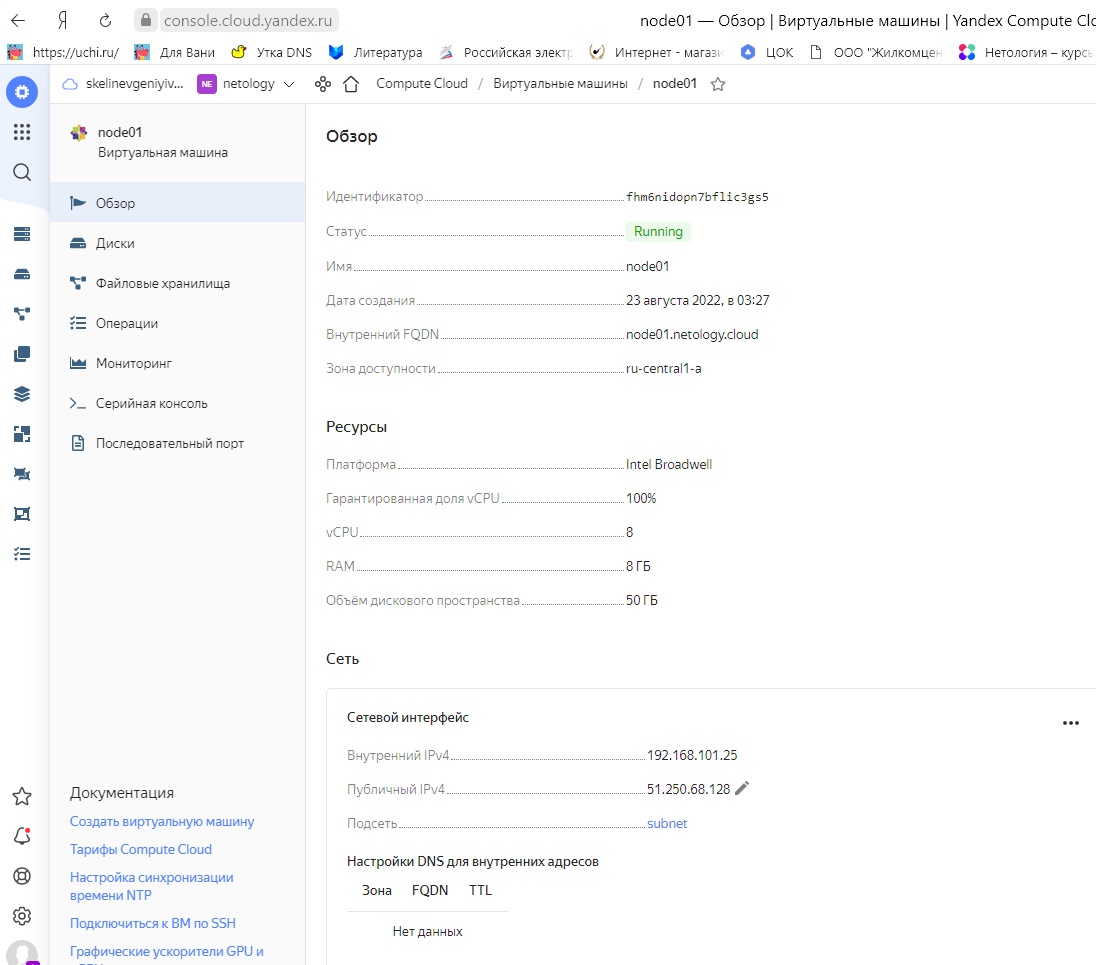 console.cloud.yandex.ru
node01 — Обзор | Виртуальные машины | Yandex Compute Clo
https://uchi.ru/ Для Вани Утка DNS Литература Российская электр Интернет - магази ЦОК ООО "Жилкомцен Нетология – курсы
skelinevgeniyiv... NE netology Compute Cloud / Виртуальные машины / node01
node01
Виртуальная машина
Обзор
Диски
Файловые хранилища
Операции
Мониторинг
Серийная консоль
Последовательный порт
Документация
Создать виртуальную машину
Тарифы Compute Cloud
Настройка синхронизации
времени NTP
Подключиться к ВМ по SSH
Графические ускорители GPU и
Обзор
Идентификатор fhm6nidopn7bflic3gs5
Статус Running
Имя node01
Дата создания 23 августа 2022, в 03:27
Внутренний FQDN node01.netology.cloud
Зона доступности ru-central1-a
Ресурсы
Платформа Intel Broadwell
Гарантированная доля vCPU 100%
vCPU 8
RAM 8 ГБ
Объём дискового пространства 50 ГБ
Сеть
Сетевой интерфейс
Внутренний IPv4 192.168.101.25
Публичный IPv4 51.250.68.128
Подсеть subnet
Настройки DNS для внутренних адресов
Зона FQDN TTL
Нет данных